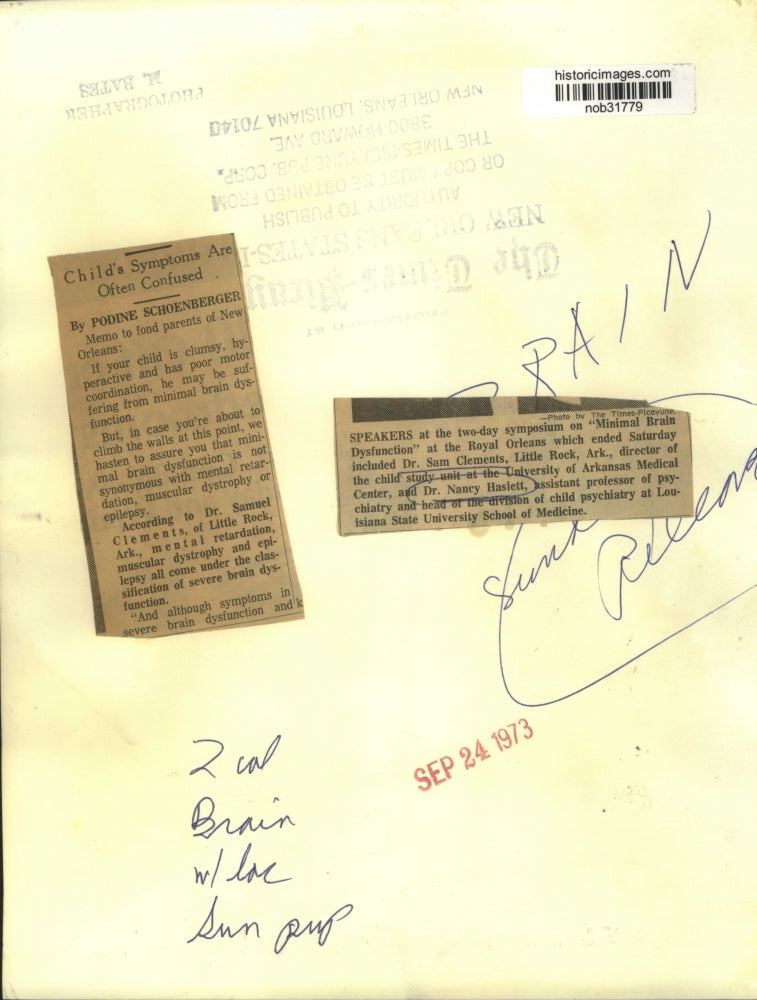 historicimages.com
nob31779
PHOTOGRAPHER
M. BATES
The Times-Picayune
NEW ORLEANS STATES-I
AUTHORITY TO PUBLISH
OR COPY MUST BE OBTAINED FROM
THE TIMES-PICAYUNE PUB. CORP.
3800 HOWARD AVE.
NEW ORLEANS, LOUISIANA 70140
Child's Symptoms Are
Often Confused
By PODINE SCHOENBERGER
Memo to fond parents of New
Orleans:
If your child is clumsy, hy-
peractive and has poor motor
coordination, he may be suf-
fering from minimal brain dys-
function.
But, in case you're about to
climb the walls at this point, we
hasten to assure you that mini-
mal brain dysfunction is not
synonymous with mental retar-
dation, muscular dystrophy or
epilepsy.
According to Dr. Samuel
Clements, of Little Rock,
Ark., mental retardation,
muscular dystrophy and epi-
lepsy all come under the clas-
sification of severe brain dys-
function.
"And although symptoms in
severe brain dysfunction and
BRAIN
—Photo by The Times-Picayune.
SPEAKERS at the two-day symposium on "Minimal Brain
Dysfunction" at the Royal Orleans which ended Saturday
included Dr. Sam Clements, Little Rock, Ark., director of
the child study unit at the University of Arkansas Medical
Center, and Dr. Nancy Haslett, assistant professor of psy-
chiatry and head of the division of child psychiatry at Lou-
isiana State University School of Medicine.
SEP 24 1973
2 col
Brain
w/ loc
Sun pup